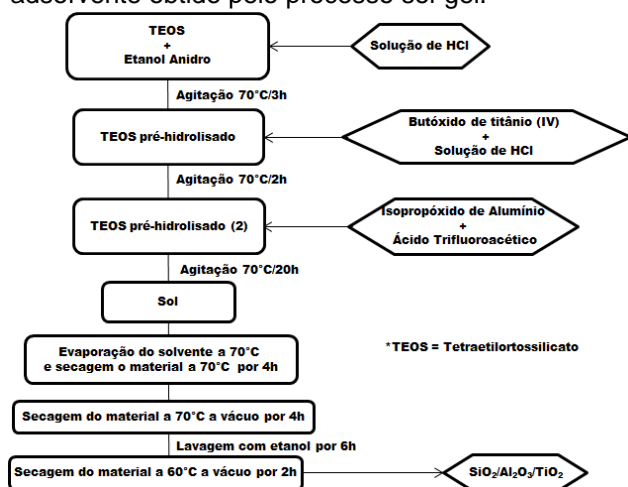 adsorvente obtido pelo processo sol-gel.
TEOS
+
Etanol Anidro
Solução de HCl
Agitação 70°C/3h
TEOS pré-hidrolisado
Butóxido de titânio (IV)
+
Solução de HCl
Agitação 70°C/2h
TEOS pré-hidrolisado (2)
Isopropóxido de Alumínio
+
Ácido Trifluoroacético
Agitação 70°C/20h
Sol
Evaporação do solvente a 70°C
e secagem o material a 70°C por 4h
*TEOS = Tetraetilortossilicato
Secagem do material a 70°C a vácuo por 4h
Lavagem com etanol por 6h
Secagem do material a 60°C a vácuo por 2h
SiO₂/Al₂O₃/TiO₂